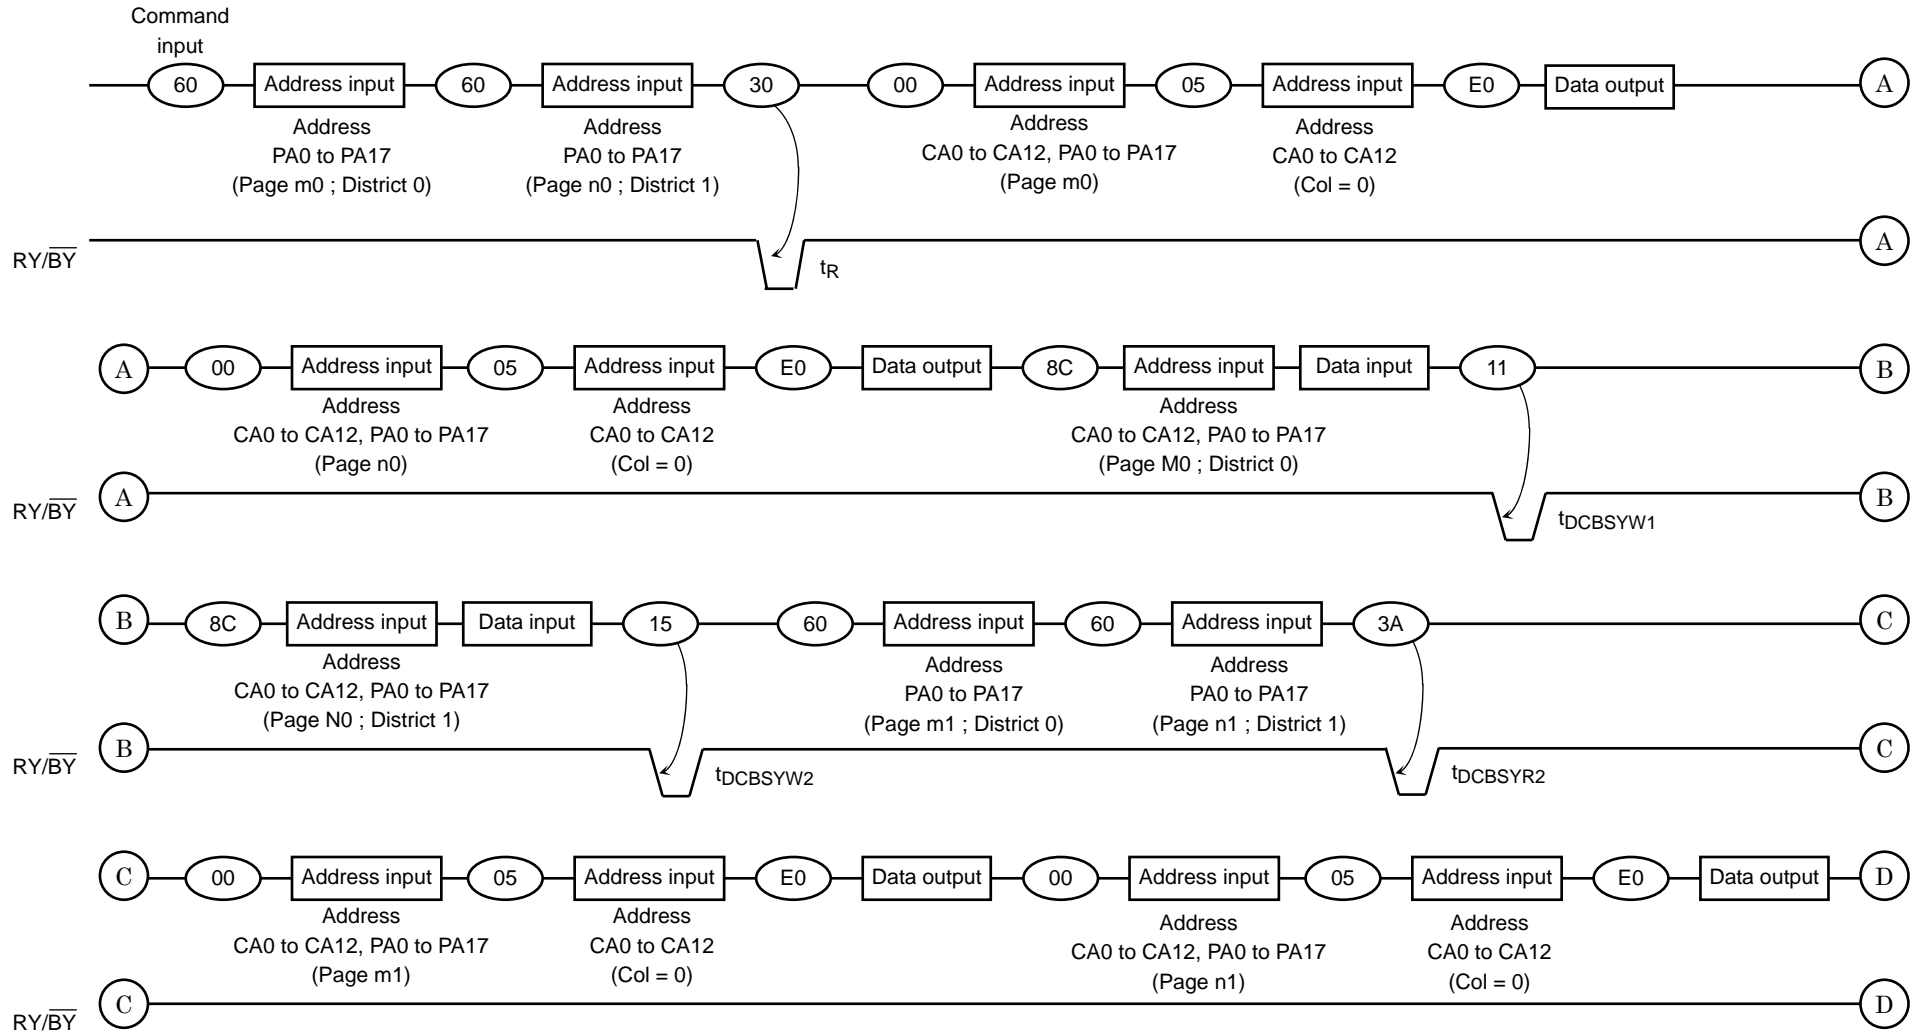 Command
input
60 Address input 60 Address input 30 00 Address input 05 Address input E0 Data output A
Address
PA0 to PA17
(Page m0 ; District 0)
Address
PA0 to PA17
(Page n0 ; District 1)
Address
CA0 to CA12, PA0 to PA17
(Page m0)
Address
CA0 to CA12
(Col = 0)
RY/BY
tR
A
A 00 Address input 05 Address input E0 Data output 8C Address input Data input 11 B
Address
CA0 to CA12, PA0 to PA17
(Page n0)
Address
CA0 to CA12
(Col = 0)
Address
CA0 to CA12, PA0 to PA17
(Page M0 ; District 0)
RY/BY
A
tDCBSYW1
B
B 8C Address input Data input 15 60 Address input 60 Address input 3A C
Address
CA0 to CA12, PA0 to PA17
(Page N0 ; District 1)
Address
PA0 to PA17
(Page m1 ; District 0)
Address
PA0 to PA17
(Page n1 ; District 1)
RY/BY
B
tDCBSYW2
tDCBSYR2
C
C 00 Address input 05 Address input E0 Data output 00 Address input 05 Address input E0 Data output D
Address
CA0 to CA12, PA0 to PA17
(Page m1)
Address
CA0 to CA12
(Col = 0)
Address
CA0 to CA12, PA0 to PA17
(Page n1)
Address
CA0 to CA12
(Col = 0)
RY/BY
C
D